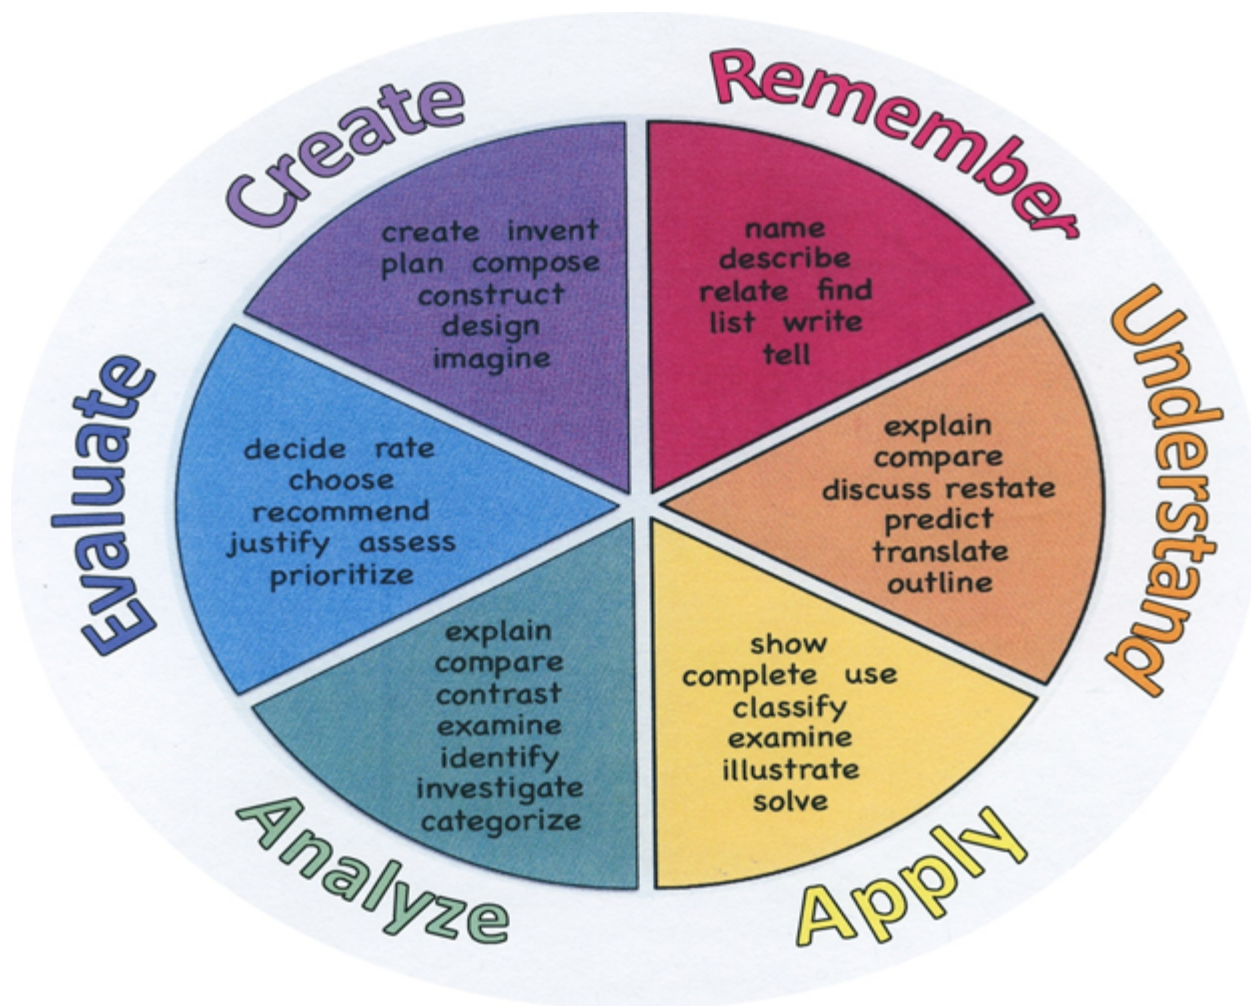 Remember
name
describe
relate find
list write
tell
Understand
explain
compare
discuss restate
predict
translate
outline
Apply
show
complete use
classify
examine
illustrate
solve
Analyze
explain
compare
contrast
examine
identify
investigate
categorize
Evaluate
decide rate
choose
recommend
justify assess
prioritize
Create
create invent
plan compose
construct
design
imagine